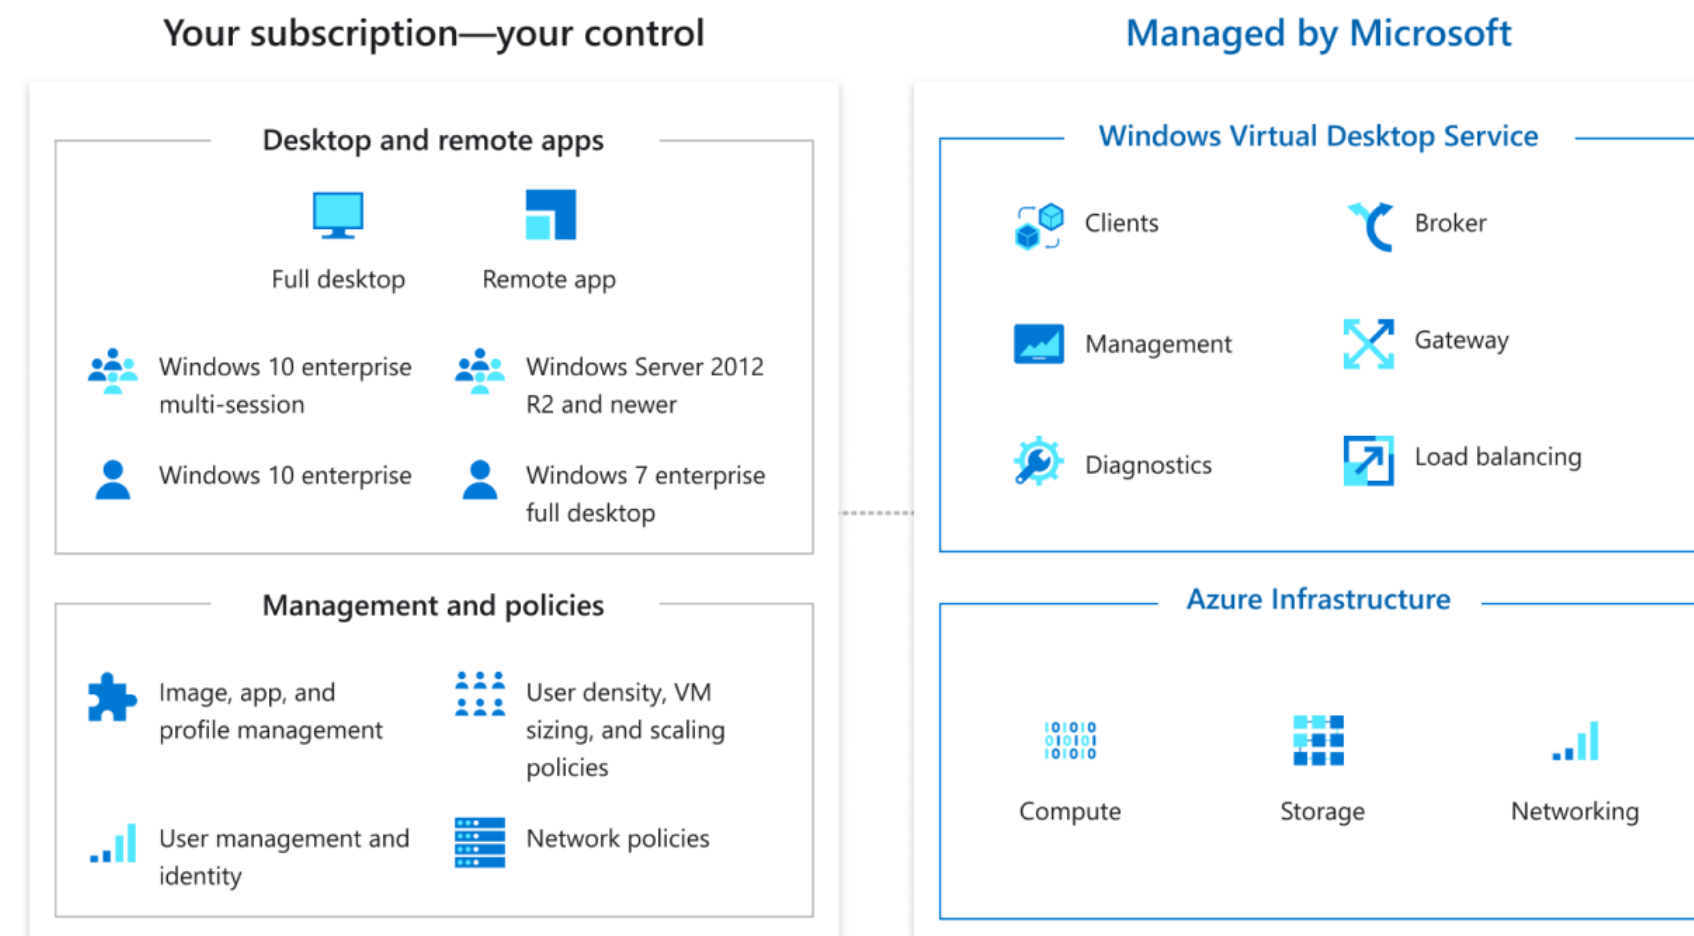 Your subscription—your control
Desktop and remote apps
Full desktop
Remote app
Windows 10 enterprise
multi-session
Windows Server 2012
R2 and newer
Windows 10 enterprise
Windows 7 enterprise
full desktop
Management and policies
Image, app, and
profile management
User density, VM
sizing, and scaling
policies
User management and
identity
Network policies
Managed by Microsoft
Windows Virtual Desktop Service
Clients
Broker
Management
Gateway
Diagnostics
Load balancing
Azure Infrastructure
Compute
Storage
Networking